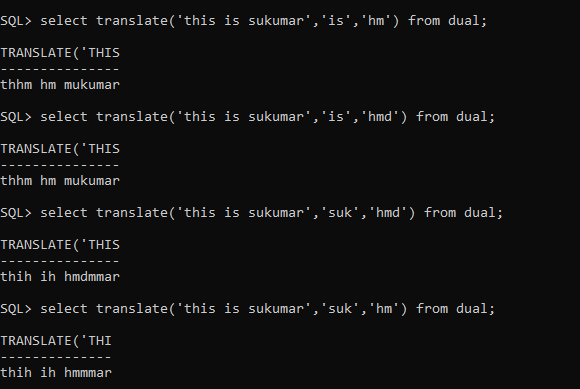 SQL> select translate('this is sukumar','is','hm') from dual;
TRANSLATE('THIS
---------------
thhm hm mukumar
SQL> select translate('this is sukumar','is','hmd') from dual;
TRANSLATE('THIS
---------------
thhm hm mukumar
SQL> select translate('this is sukumar','suk','hmd') from dual;
TRANSLATE('THIS
---------------
thih ih hmdmmar
SQL> select translate('this is sukumar','suk','hm') from dual;
TRANSLATE('THI
--------------
thih ih hmmmar